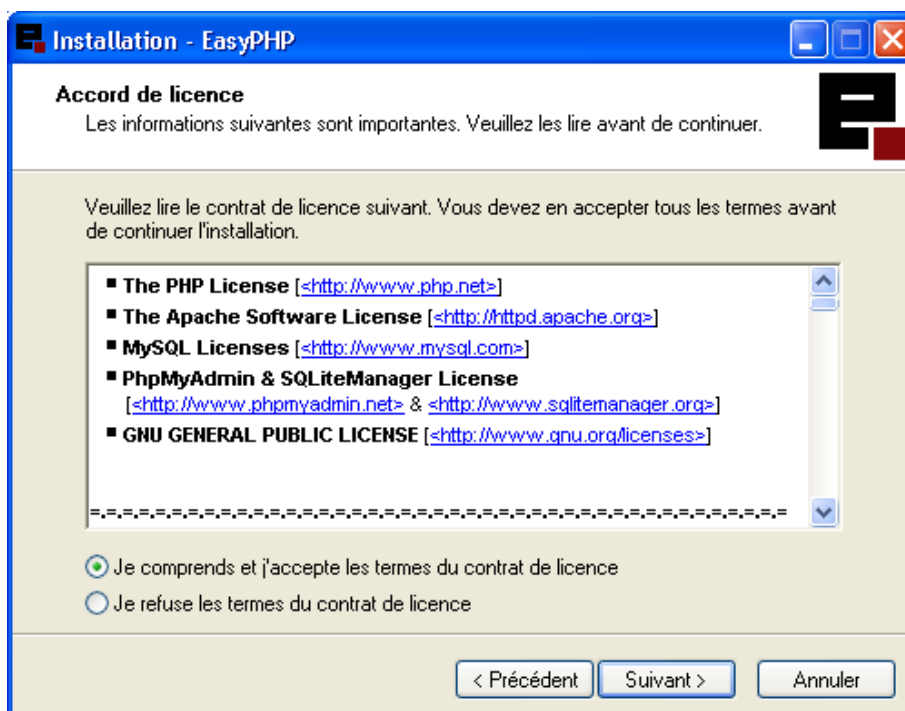 Installation - EasyPHP
Accord de licence
Les informations suivantes sont importantes. Veuillez les lire avant de continuer.
Veuillez lire le contrat de licence suivant. Vous devez en accepter tous les termes avant
de continuer l'installation.
■ The PHP License [<http://www.php.net>]
■ The Apache Software License [<http://httpd.apache.org>]
■ MySQL Licenses [<http://www.mysql.com>]
■ PhpMyAdmin & SQLiteManager License
[<http://www.phpmyadmin.net> & <http://www.sqlitemanager.org>]
■ GNU GENERAL PUBLIC LICENSE [<http://www.gnu.org/licenses>]
=-=-=-=-=-=-=-=-=-=-=-=-=-=-=-=-=-=-=-=-=-=-=-=-=-=-=-=-=-=-=-=-=-=-=-=-=-=-=-=-=-=
Je comprends et j'accepte les termes du contrat de licence
Je refuse les termes du contrat de licence
< Précédent Suivant > Annuler